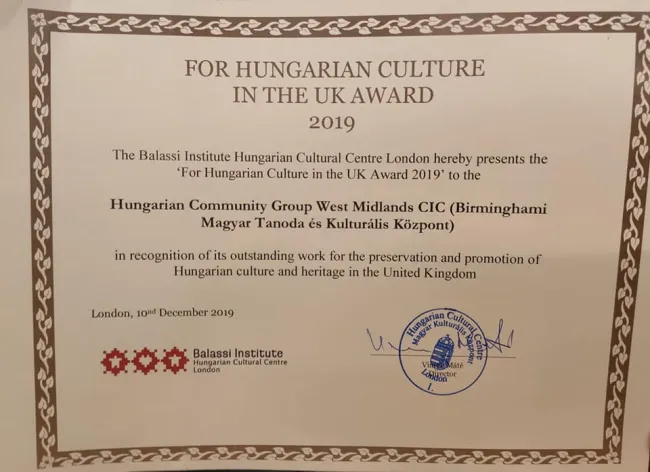 FOR HUNGARIAN CULTURE
IN THE UK AWARD
2019
The Balassi Institute Hungarian Cultural Centre London hereby presents the
‘For Hungarian Culture in the UK Award 2019’ to the
Hungarian Community Group West Midlands CIC (Birminghami
Magyar Tanoda és Kulturális Központ)
in recognition of its outstanding work for the preservation and promotion of
Hungarian culture and heritage in the United Kingdom
London, 10nd December 2019
Balassi Institute
Hungarian Cultural Centre
London
Hungarian Cultural Centre
Magyar Kulturális Központ
London
1.
Máté
Director